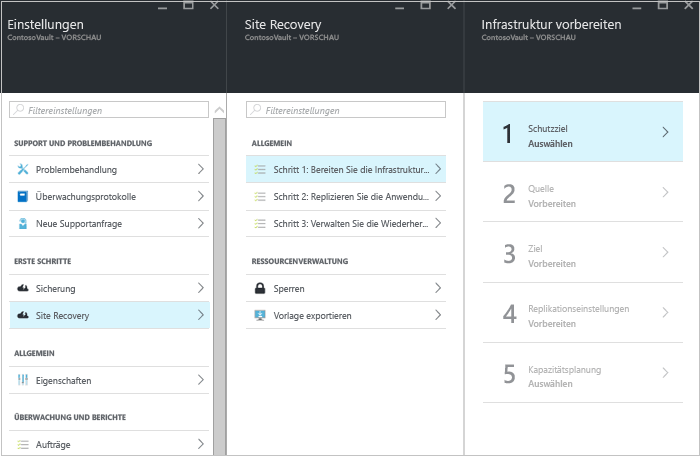 Einstellungen
ContosoVault – VORSCHAU
Filtereinstellungen
SUPPORT UND PROBLEMBEHANDLUNG
Problembehandlung
Überwachungsprotokolle
Neue Supportanfrage
ERSTE SCHRITTE
Sicherung
Site Recovery
ALLGEMEIN
Eigenschaften
ÜBERWACHUNG UND BERICHTE
Aufträge
Site Recovery
ContosoVault – VORSCHAU
Filtereinstellungen
ALLGEMEIN
Schritt 1: Bereiten Sie die Infrastruktur...
Schritt 2: Replizieren Sie die Anwendu...
Schritt 3: Verwalten Sie die Wiederher...
RESSOURCENVERWALTUNG
Sperren
Vorlage exportieren
Infrastruktur vorbereiten
ContosoVault – VORSCHAU
1 Schutzziel
Auswählen
2 Quelle
Vorbereiten
3 Ziel
Vorbereiten
4 Replikationseinstellungen
Vorbereiten
5 Kapazitätsplanung
Auswählen